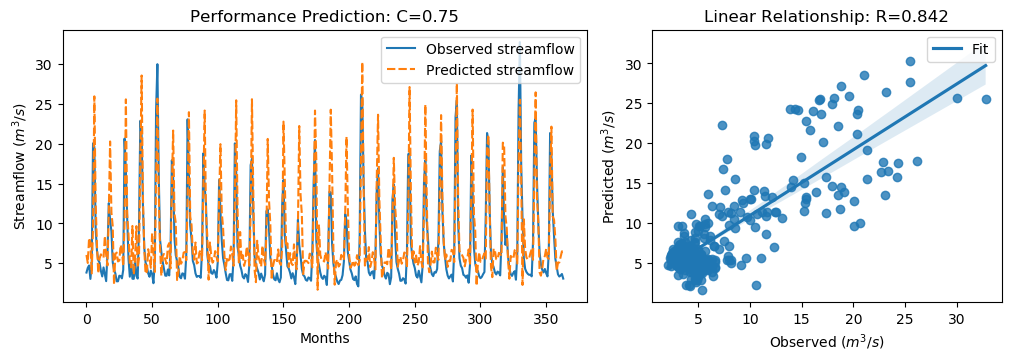 Performance Prediction: C=0.75
Observed streamflow
Predicted streamflow
Streamflow (m³/s)
30
25
20
15
10
5
0
50
100
150
200
250
300
350
Months
Linear Relationship: R=0.842
Fit
Predicted (m³/s)
30
25
20
15
10
5
5
10
15
20
25
30
Observed (m³/s)